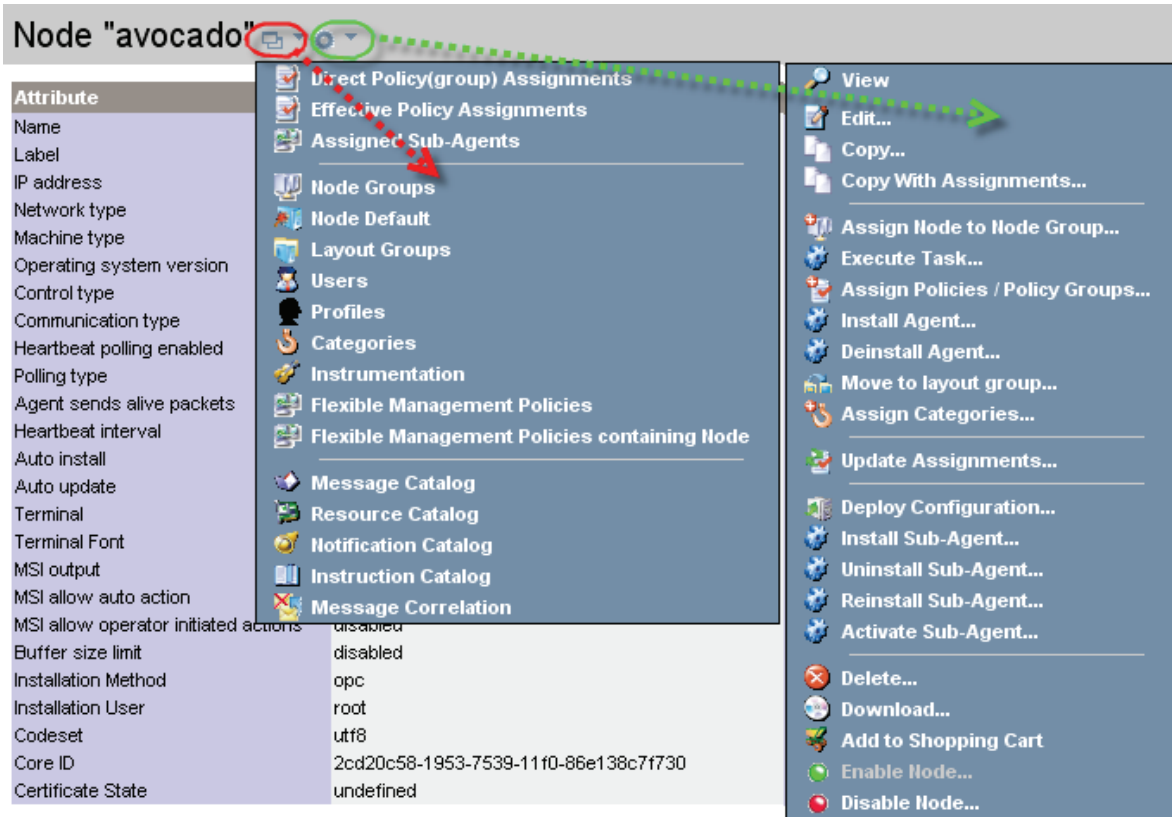 Node "avocado"
Attribute
Name
Label
IP address
Network type
Machine type
Operating system version
Control type
Communication type
Heartbeat polling enabled
Polling type
Agent sends alive packets
Heartbeat interval
Auto install
Auto update
Terminal
Terminal Font
MSI output
MSI allow auto action
MSI allow operator initiated actions disabled
Buffer size limit disabled
Installation Method opc
Installation User root
Codeset utf8
Core ID 2cd20c58-1953-7539-11f0-86e138c7f730
Certificate State undefined
Direct Policy(group) Assignments
Effective Policy Assignments
Assigned Sub-Agents
Node Groups
Node Default
Layout Groups
Users
Profiles
Categories
Instrumentation
Flexible Management Policies
Flexible Management Policies containing Node
Message Catalog
Resource Catalog
Notification Catalog
Instruction Catalog
Message Correlation
View
Edit...
Copy...
Copy With Assignments...
Assign Node to Node Group...
Execute Task...
Assign Policies / Policy Groups...
Install Agent...
Deinstall Agent...
Move to layout group...
Assign Categories...
Update Assignments...
Deploy Configuration...
Install Sub-Agent...
Uninstall Sub-Agent...
Reinstall Sub-Agent...
Activate Sub-Agent...
Delete...
Download...
Add to Shopping Cart
Enable Node...
Disable Node...